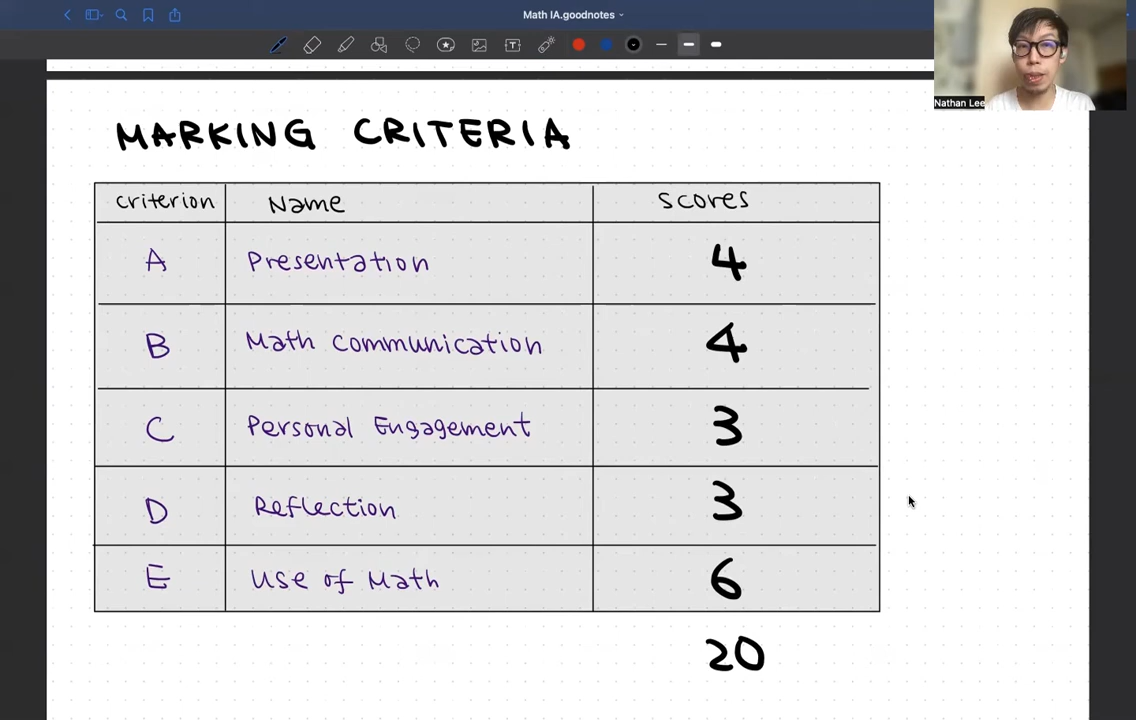 Math IA.goodnotes
Nathan Lee
MARKING CRITERIA
Criterion Name Scores
A Presentation 4
B Math Communication 4
C Personal Engagement 3
D Reflection 3
E Use of Math 6
20